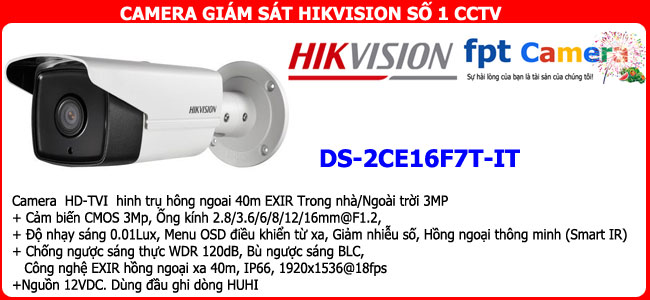 CAMERA GIÁM SÁT HIKVISION SỐ 1 CCTV
HIKVISION
HIKVISION
fpt Camera
Sự hài lòng của bạn là tài sản của chúng tôi!
DS-2CE16F7T-IT
Camera HD-TVI hinh trụ hông ngoai 40m EXIR Trong nhà/Ngoài trời 3MP
+ Cảm biến CMOS 3Mp, Ống kính 2.8/3.6/6/8/12/16mm@F1.2,
+ Độ nhạy sáng 0.01Lux, Menu OSD điều khiển từ xa, Giảm nhiễu số, Hồng ngoại thông minh (Smart IR)
+ Chống ngược sáng thực WDR 120dB, Bù ngược sáng BLC,
Công nghệ EXIR hồng ngoại xa 40m, IP66, 1920x1536@18fps
+Nguồn 12VDC. Dùng đầu ghi dòng HUHI